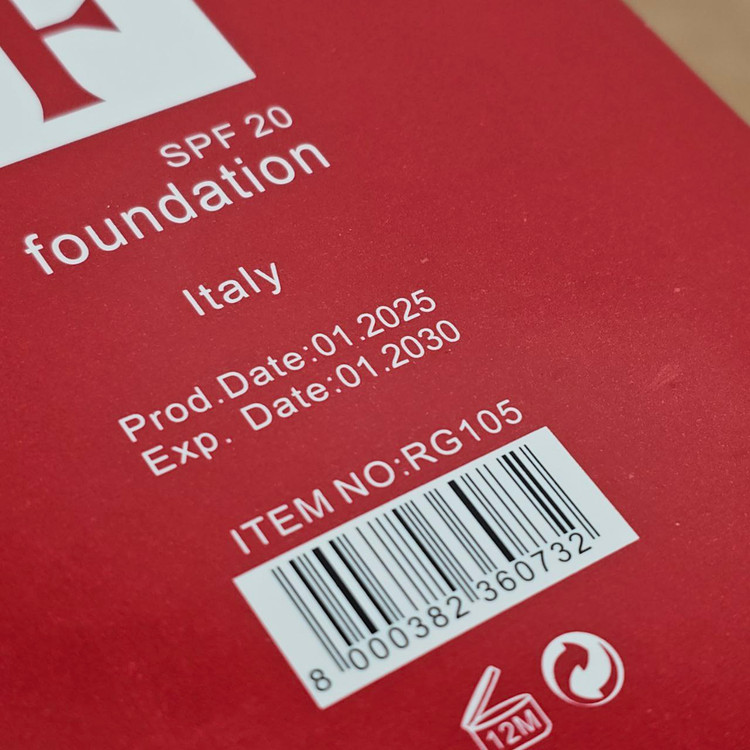 F
SPF 20
foundation
Italy
Prod.Date:01.2025
Exp. Date:01.2030
ITEM NO:RG105
8 000382 360732
12M